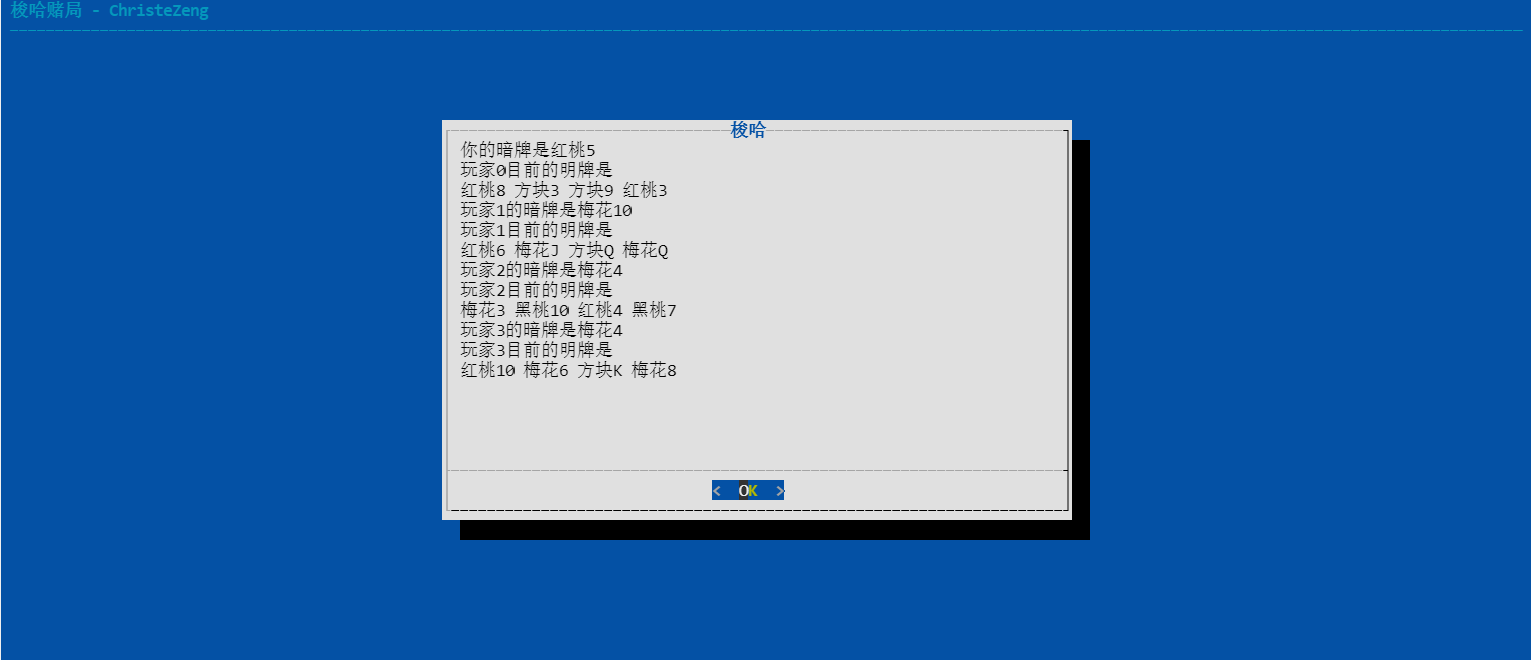 梭哈赌局 - ChristeZeng
梭哈
你的暗牌是红桃5
玩家0目前的明牌是
红桃8 方块3 方块9 红桃3
玩家1的暗牌是梅花10
玩家1目前的明牌是
红桃6 梅花J 方块Q 梅花Q
玩家2的暗牌是梅花4
玩家2目前的明牌是
梅花3 黑桃10 红桃4 黑桃7
玩家3的暗牌是梅花4
玩家3目前的明牌是
红桃10 梅花6 方块K 梅花8
< OK >